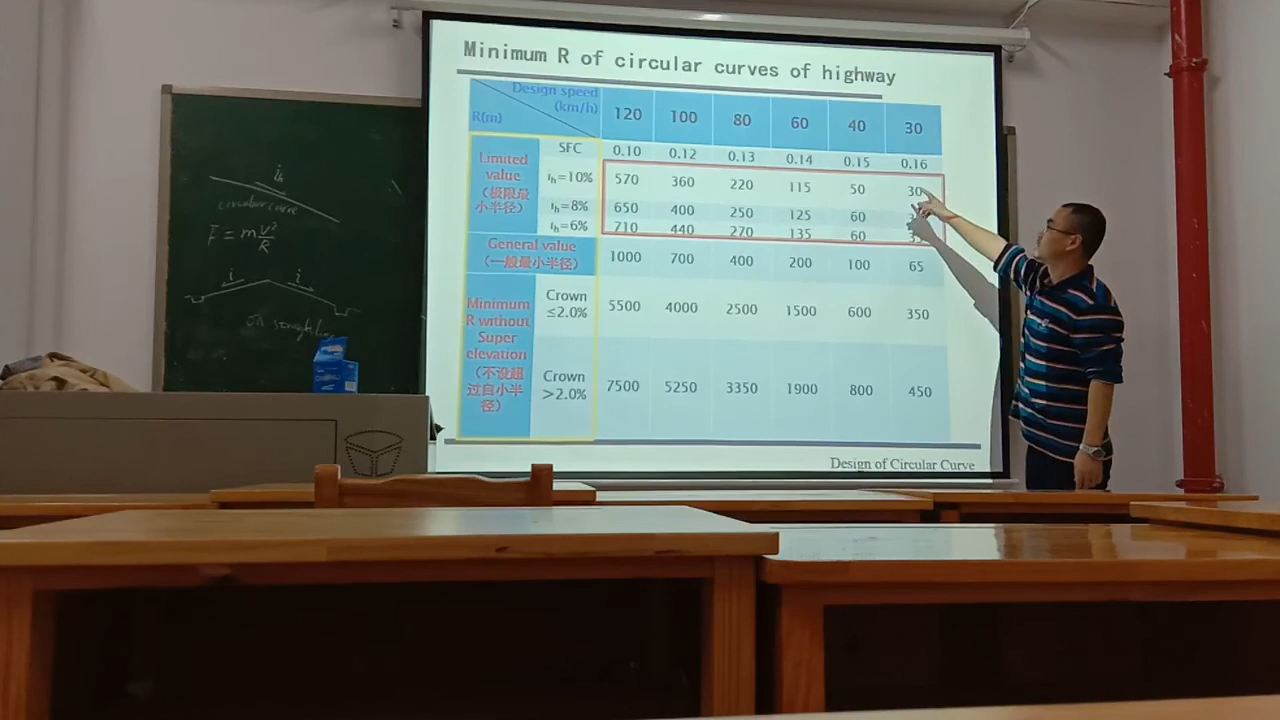 Minimum R of circular curves of highway
Design speed
(km/h)
R(m)
120 100 80 60 40 30
Limited
value
（极限最
小半径）
SFC 0.10 0.12 0.13 0.14 0.15 0.16
ih=10% 570 360 220 115 50 30
ih=8% 650 400 250 125 60
ih=6% 710 440 270 135 60
General value
（一般最小半径）
1000 700 400 200 100 65
Minimum
R without
Super
elevation
（不设超
过自小半
径）
Crown
≤2.0%
5500 4000 2500 1500 600 350
Crown
>2.0%
7500 5250 3350 1900 800 450
Design of Circular Curve
ih
circular curve
F = m v²/R
i i
on straight line